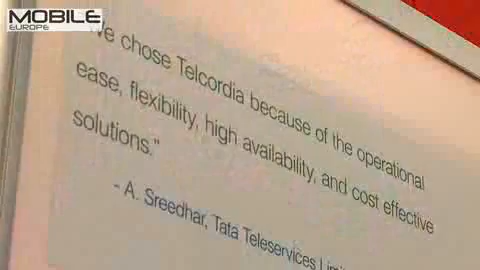 MOBILE
EUROPE
"We chose Telcordia because of the operational
ease, flexibility, high availability, and cost effective
solutions."
- A. Sreedhar, Tata Teleservices